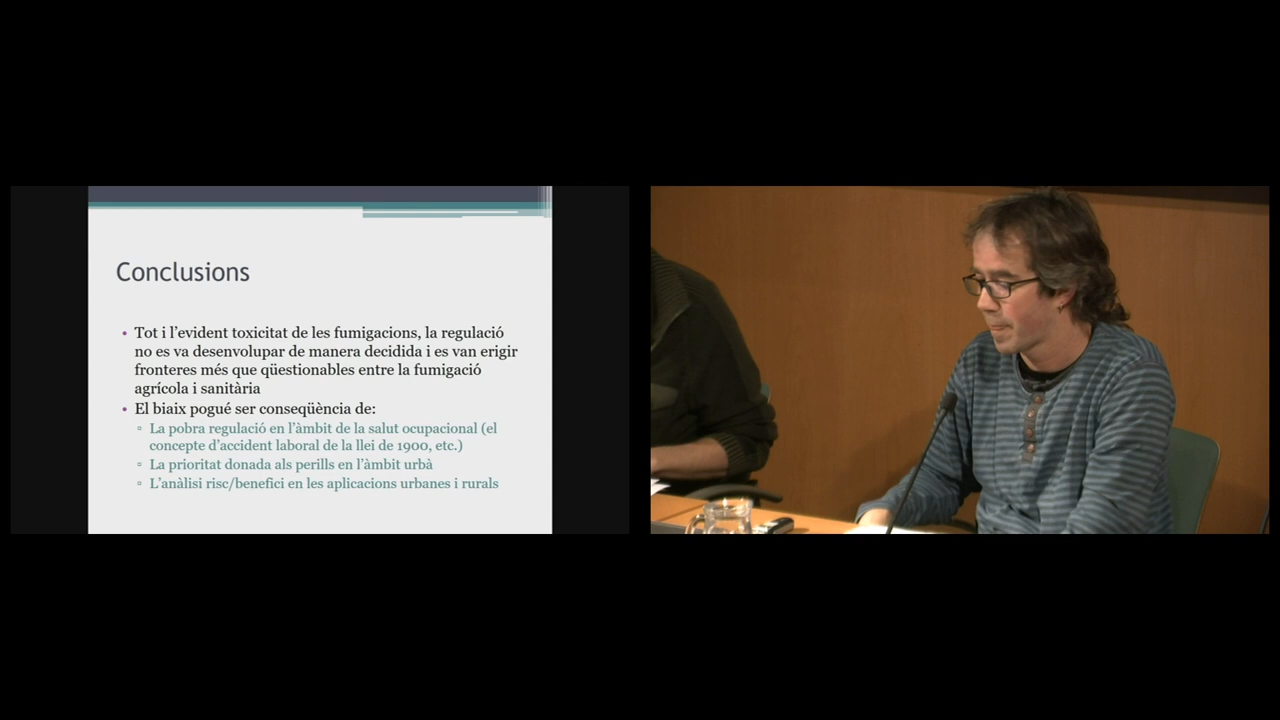 Conclusions
• Tot i l'evident toxicitat de les fumigacions, la regulació
no es va desenvolupar de manera decidida i es van erigir
fronteres més que qüestionables entre la fumigació
agrícola i sanitària
• El biaix pogué ser conseqüència de:
▫ La pobra regulació en l'àmbit de la salut ocupacional (el
concepte d'accident laboral de la llei de 1900, etc.)
▫ La prioritat donada als perills en l'àmbit urbà
▫ L'anàlisi risc/benefici en les aplicacions urbanes i rurals